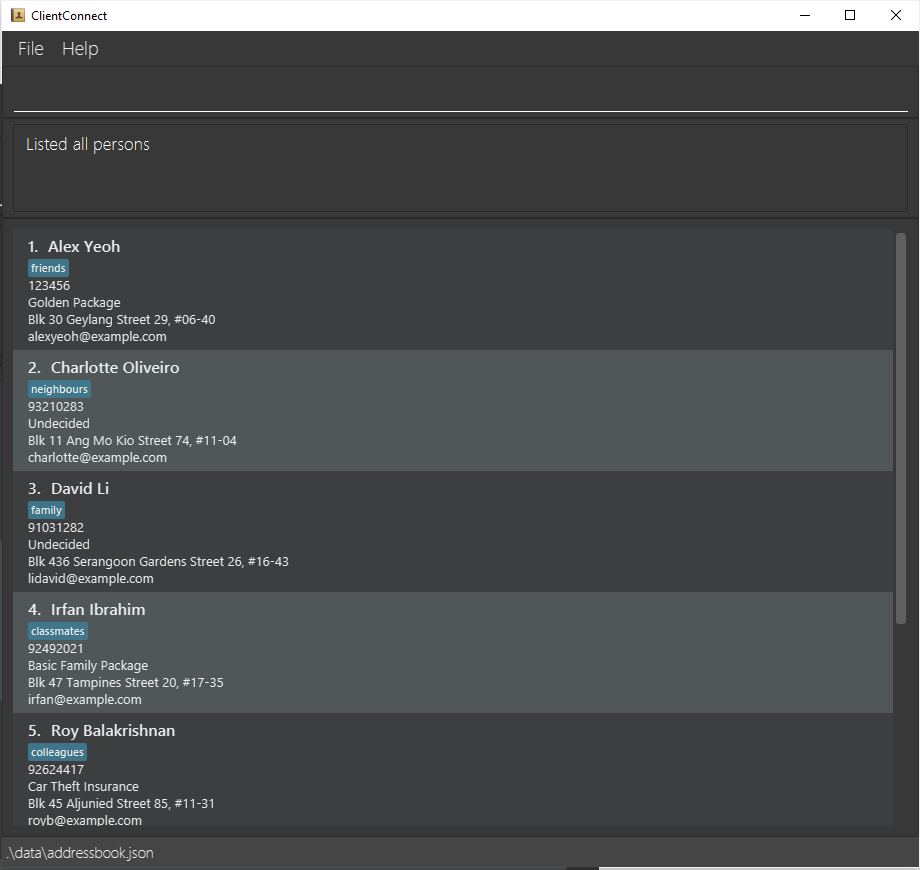 ClientConnect
File Help
Listed all persons
1. Alex Yeoh
friends
123456
Golden Package
Blk 30 Geylang Street 29, #06-40
alexyeoh@example.com
2. Charlotte Oliveiro
neighbours
93210283
Undecided
Blk 11 Ang Mo Kio Street 74, #11-04
charlotte@example.com
3. David Li
family
91031282
Undecided
Blk 436 Serangoon Gardens Street 26, #16-43
lidavid@example.com
4. Irfan Ibrahim
classmates
92492021
Basic Family Package
Blk 47 Tampines Street 20, #17-35
irfan@example.com
5. Roy Balakrishnan
colleagues
92624417
Car Theft Insurance
Blk 45 Aljunied Street 85, #11-31
royb@example.com
.\data\addressbook.json